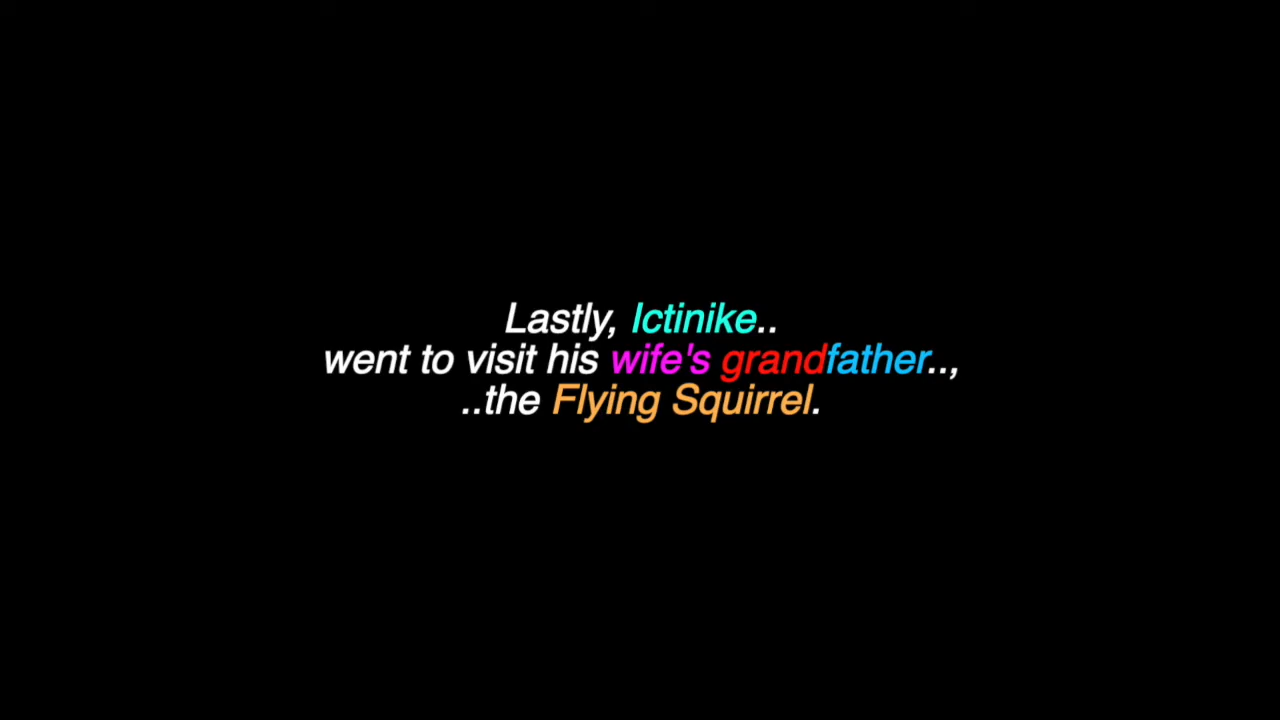 Lastly, Ictinike..
went to visit his wife's grandfather..,
..the Flying Squirrel.